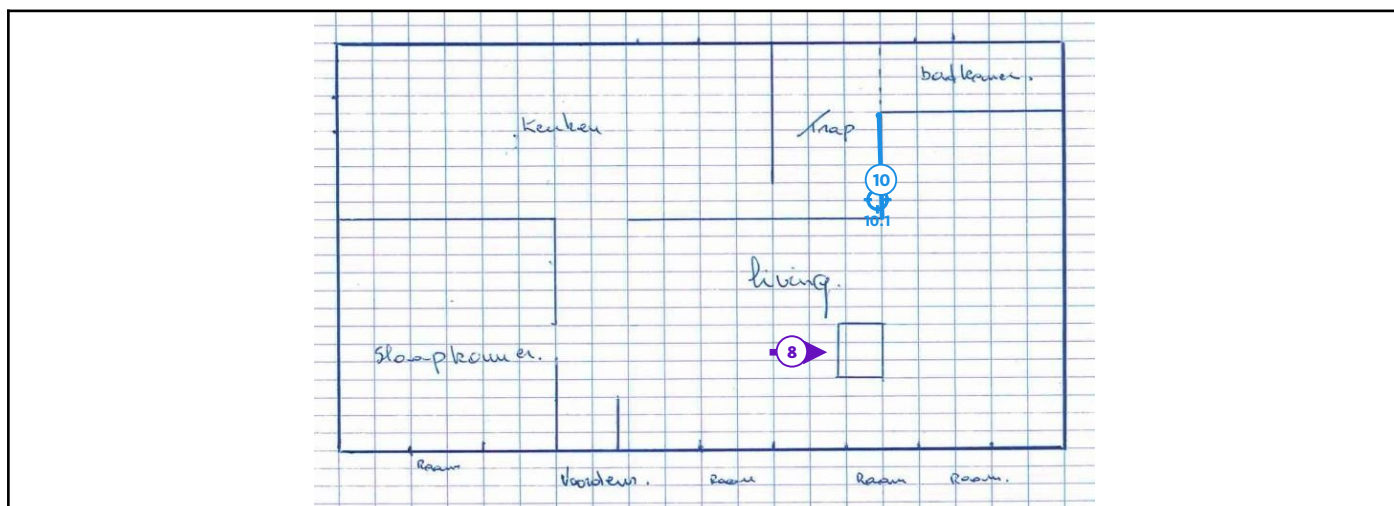 badkamer.
Keuken
Trap
10
10.1
living.
Slaapkamer.
8
Raam
Voordeur.
Raam
Raam
Raam.